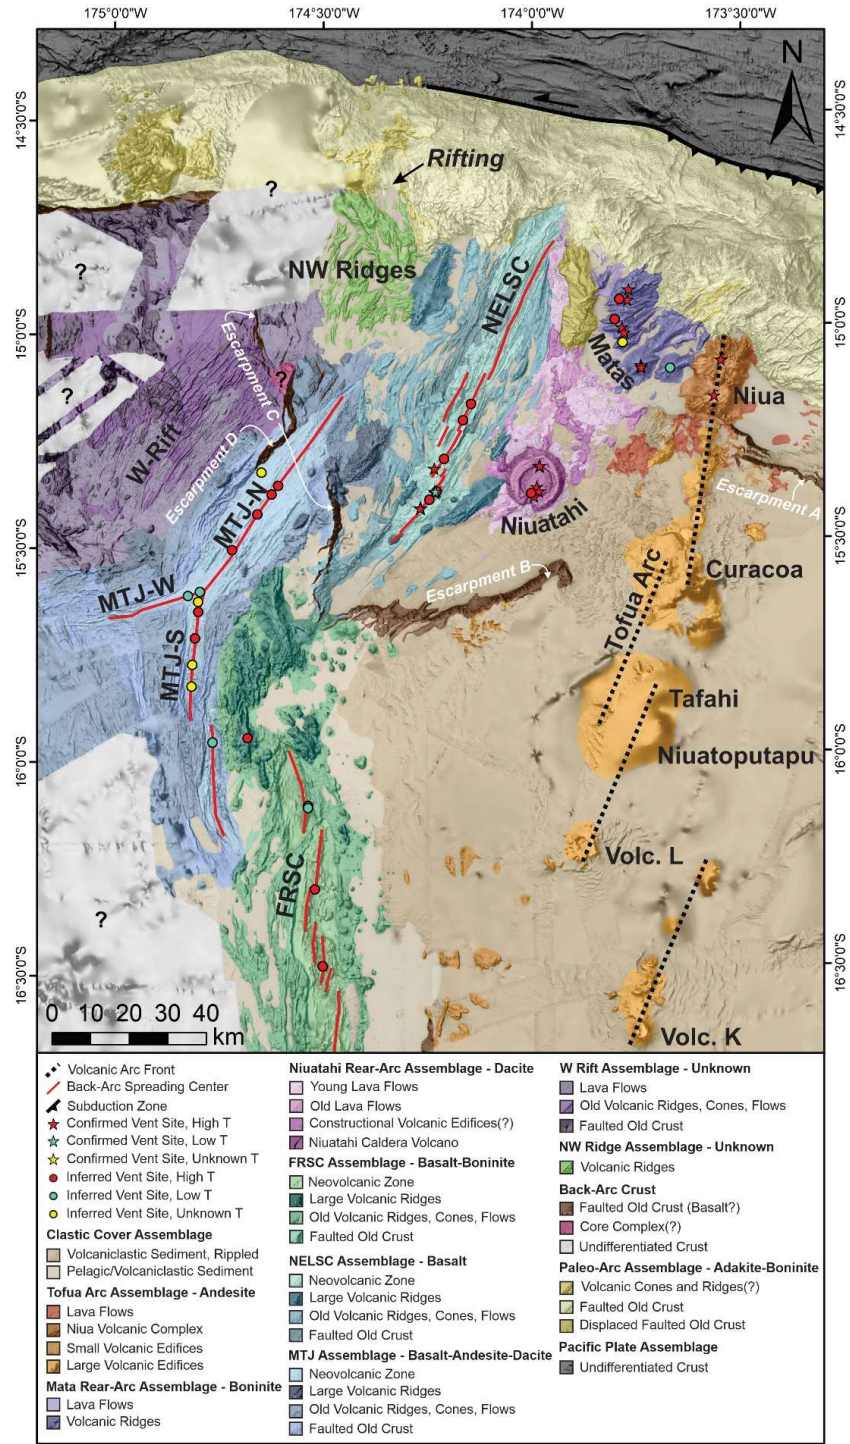 175°0'0"W 174°30'0"W 174°0'0"W 173°30'0"W
N
14°30'0"S 14°30'0"S
Rifting
?
NW Ridges
?
NELSC
15°0'0"S 15°0'0"S
Escarpment C
Matas
?
?
Niua
W-Rift
Escarpment D
MTJ-N
Escarpment A
Niuatahi
15°30'0"S 15°30'0"S
Escarpment B
Curacoa
MTJ-W
Tofua Arc
MTJ-S
Tafahi
Niuatoputapu
16°0'0"S 16°0'0"S
Volc. L
FRSC
?
16°30'0"S 16°30'0"S
0 10 20 30 40
km
Volc. K
Volcanic Arc Front
Back-Arc Spreading Center
Subduction Zone
Confirmed Vent Site, High T
Confirmed Vent Site, Low T
Confirmed Vent Site, Unknown T
Inferred Vent Site, High T
Inferred Vent Site, Low T
Inferred Vent Site, Unknown T
Clastic Cover Assemblage
Volcaniclastic Sediment, Rippled
Pelagic/Volcaniclastic Sediment
Tofua Arc Assemblage - Andesite
Lava Flows
Niua Volcanic Complex
Small Volcanic Edifices
Large Volcanic Edifices
Mata Rear-Arc Assemblage - Boninite
Lava Flows
Volcanic Ridges
Niuatahi Rear-Arc Assemblage - Dacite
Young Lava Flows
Old Lava Flows
Constructional Volcanic Edifices(?)
Niuatahi Caldera Volcano
FRSC Assemblage - Basalt-Boninite
Neovolcanic Zone
Large Volcanic Ridges
Old Volcanic Ridges, Cones, Flows
Faulted Old Crust
NELSC Assemblage - Basalt
Neovolcanic Zone
Large Volcanic Ridges
Old Volcanic Ridges, Cones, Flows
Faulted Old Crust
MTJ Assemblage - Basalt-Andesite-Dacite
Neovolcanic Zone
Large Volcanic Ridges
Old Volcanic Ridges, Cones, Flows
Faulted Old Crust
W Rift Assemblage - Unknown
Lava Flows
Old Volcanic Ridges, Cones, Flows
Faulted Old Crust
NW Ridge Assemblage - Unknown
Volcanic Ridges
Back-Arc Crust
Faulted Old Crust (Basalt?)
Core Complex(?)
Undifferentiated Crust
Paleo-Arc Assemblage - Adakite-Boninite
Volcanic Cones and Ridges(?)
Faulted Old Crust
Displaced Faulted Old Crust
Pacific Plate Assemblage
Undifferentiated Crust